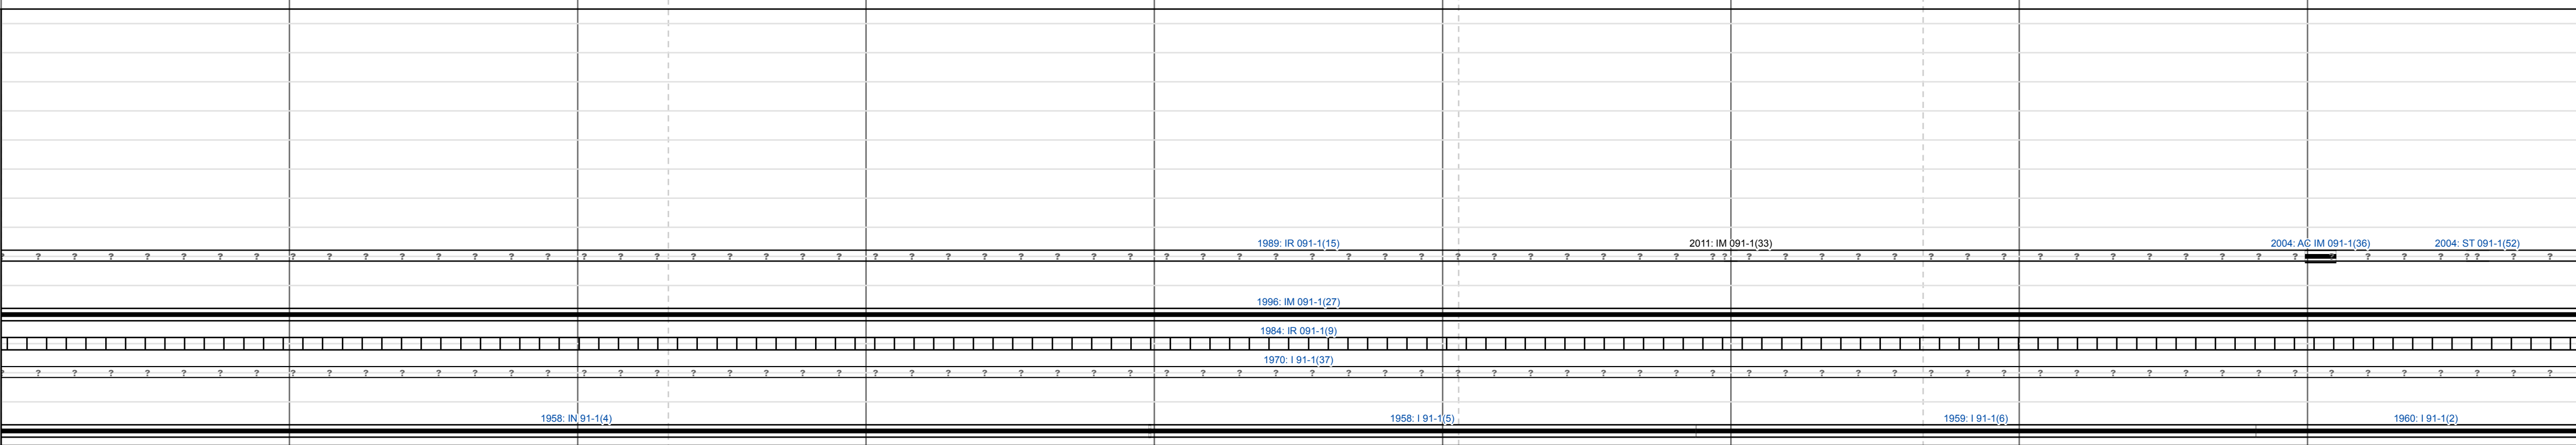 1989: IR 091-1(15) 2011: IM 091-1(33) 2004: AC IM 091-1(36) 2004: ST 091-1(52)
1996: IM 091-1(27)
1984: IR 091-1(9)
1970: I 91-1(37)
1958: IN 91-1(4) 1958: I 91-1(5) 1959: I 91-1(6) 1960: I 91-1(2)